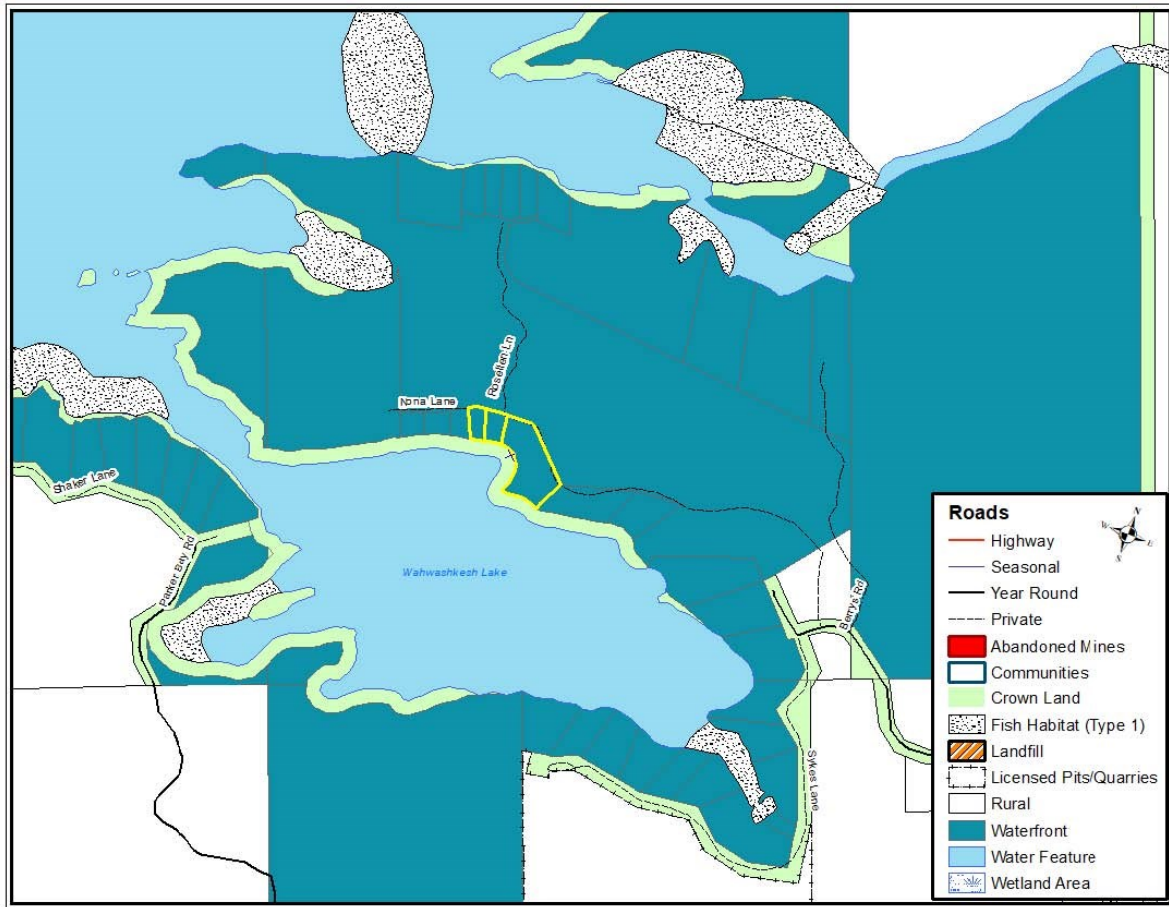 Rosellen Ln
Nona Lane
Shaker Lane
Parker Bay Rd
Wahwashkesh Lake
Berrys Rd
Sykes Lane
Roads
N
W
E
S
Highway
Seasonal
Year Round
Private
Abandoned Mines
Communities
Crown Land
Fish Habitat (Type 1)
Landfill
Licensed Pits/Quarries
Rural
Waterfront
Water Feature
Wetland Area